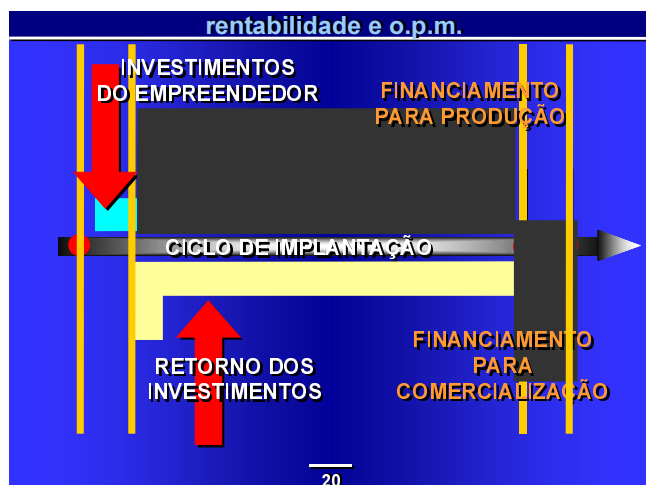 rentabilidade e o.p.m.
INVESTIMENTOS
DO EMPREENDEDOR
FINANCIAMENTO
PARA PRODUÇÃO
CICLO DE IMPLANTAÇÃO
RETORNO DOS
INVESTIMENTOS
FINANCIAMENTO
PARA
COMERCIALIZAÇÃO
20